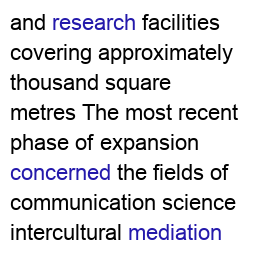 and research facilities
covering approximately
thousand square
metres The most recent
phase of expansion
concerned the fields of
communication science
intercultural mediation